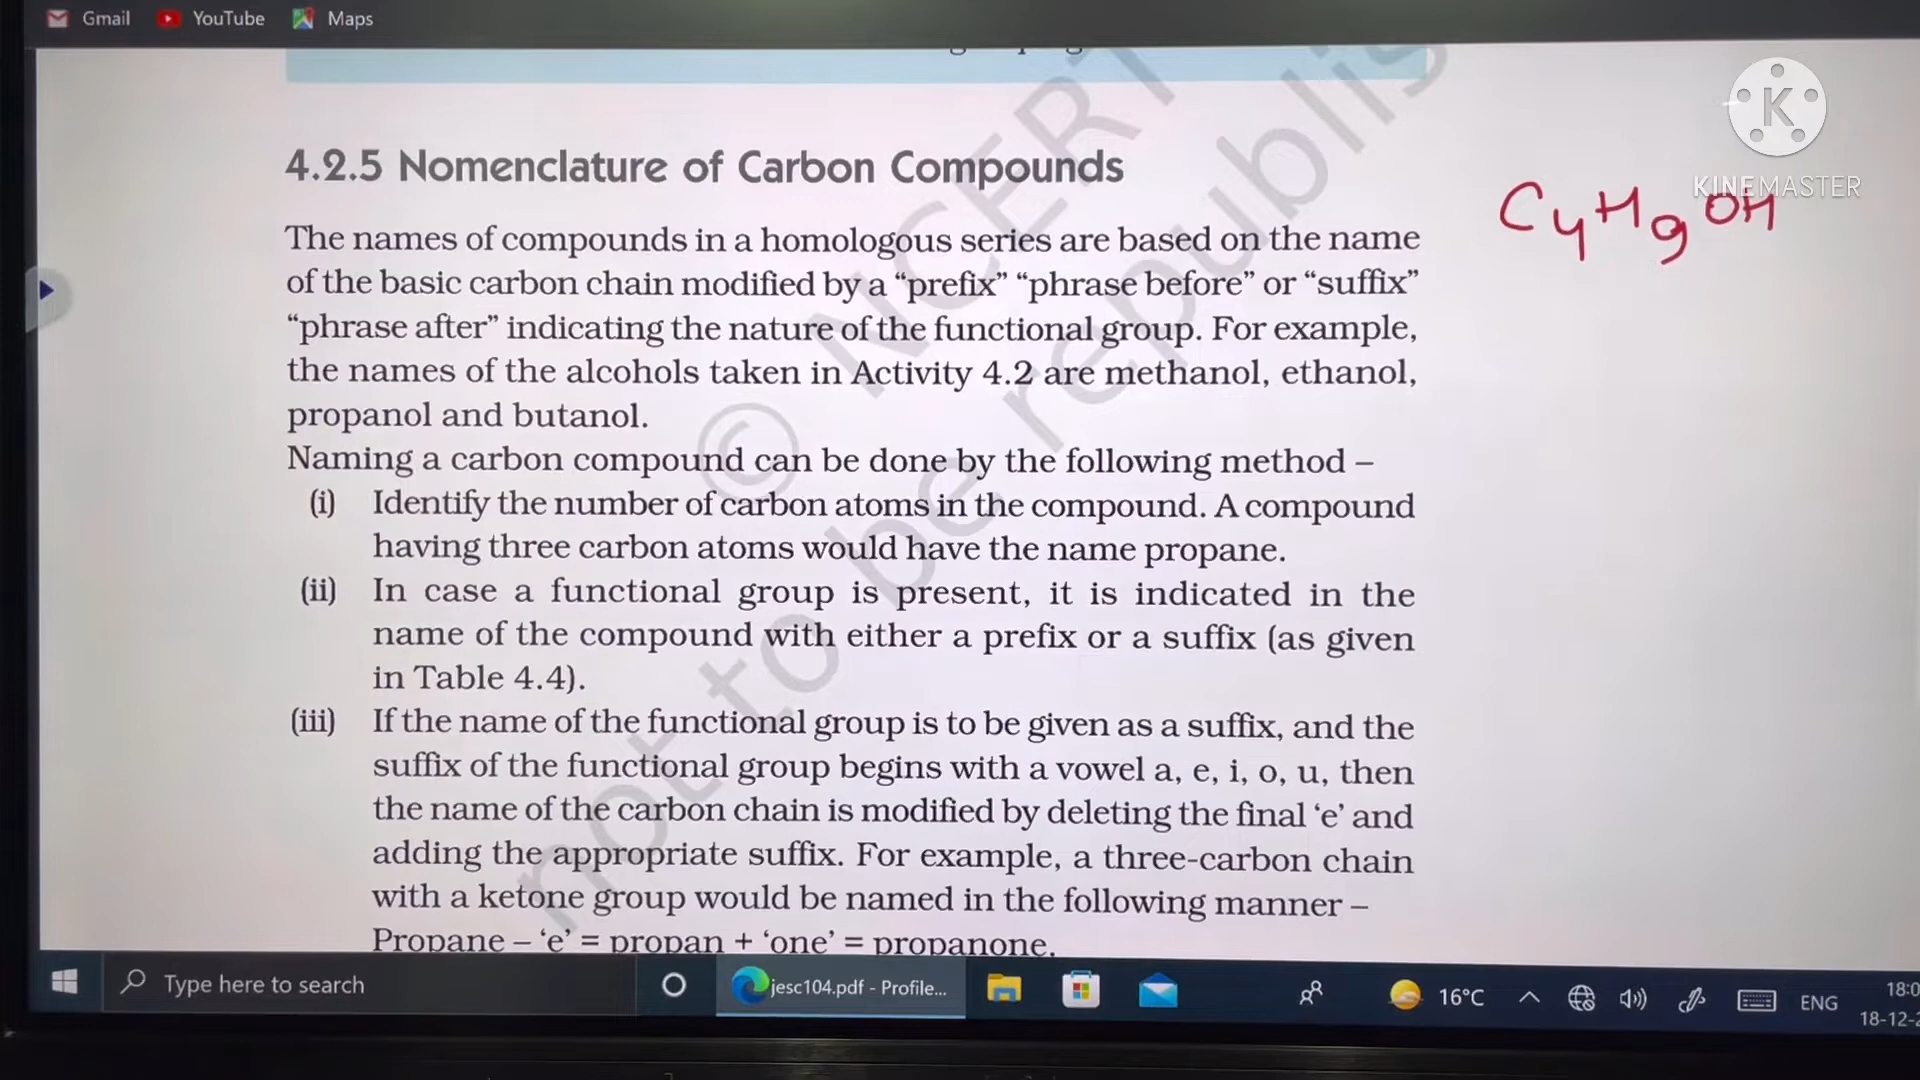 Gmail YouTube Maps
4.2.5 Nomenclature of Carbon Compounds
The names of compounds in a homologous series are based on the name
of the basic carbon chain modified by a “prefix” “phrase before” or “suffix”
“phrase after” indicating the nature of the functional group. For example,
the names of the alcohols taken in Activity 4.2 are methanol, ethanol,
propanol and butanol.
Naming a carbon compound can be done by the following method –
(i) Identify the number of carbon atoms in the compound. A compound
having three carbon atoms would have the name propane.
(ii) In case a functional group is present, it is indicated in the
name of the compound with either a prefix or a suffix (as given
in Table 4.4).
(iii) If the name of the functional group is to be given as a suffix, and the
suffix of the functional group begins with a vowel a, e, i, o, u, then
the name of the carbon chain is modified by deleting the final ‘e’ and
adding the appropriate suffix. For example, a three-carbon chain
with a ketone group would be named in the following manner –
Propane – ‘e’ = propan + ‘one’ = propanone.
© NCERT
not to be republis
K
KINEMASTER
C4H9OH
Type here to search
jesc104.pdf - Profile...
16°C
ENG
18:0
18-12-2